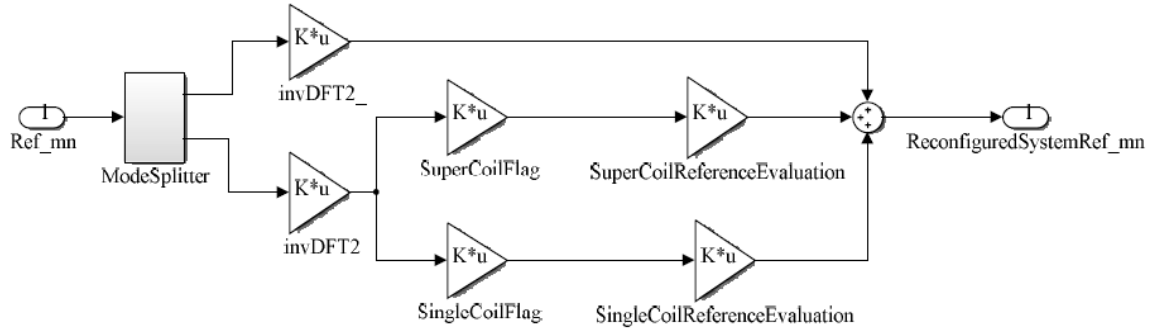 K*u
invDFT2_
1
Ref_mn
ModeSplitter
K*u
SuperCoilFlag
K*u
SuperCoilReferenceEvaluation
+
+
+
1
ReconfiguredSystemRef_mn
K*u
invDFT2
K*u
SingleCoilFlag
K*u
SingleCoilReferenceEvaluation